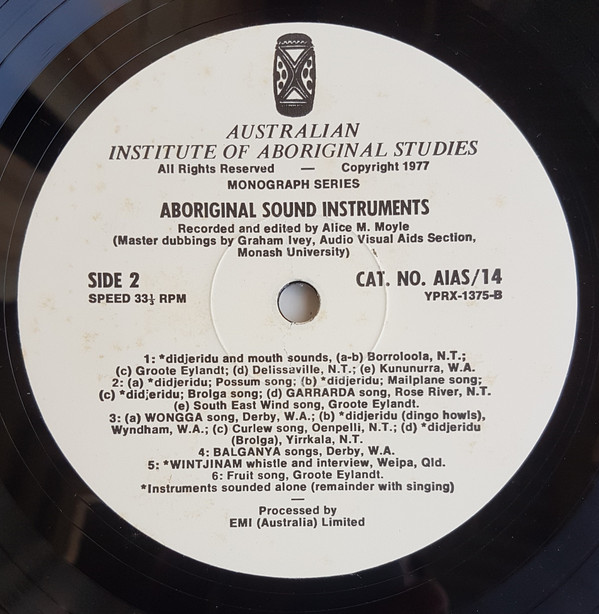 AUSTRALIAN
INSTITUTE OF ABORIGINAL STUDIES
All Rights Reserved — Copyright 1977
MONOGRAPH SERIES
ABORIGINAL SOUND INSTRUMENTS
Recorded and edited by Alice M. Moyle
(Master dubbings by Graham Ivey, Audio Visual Aids Section,
Monash University)
SIDE 2
SPEED 33⅓ RPM
CAT. NO. AIAS/14
YPRX-1375-B
1: *didjeridu and mouth sounds, (a-b) Borroloola, N.T.;
(c) Groote Eylandt; (d) Delissaville, N.T.; (e) Kununurra, W.A.
2: (a) *didjeridu; Possum song; (b) *didjeridu; Mailplane song;
(c) *didjeridu; Brolga song; (d) GARRARDA song, Rose River, N.T.
(e) South East Wind song, Groote Eylandt.
3: (a) WONGGA song, Derby, W.A.; (b) *didjeridu (dingo howls),
Wyndham, W.A.; (c) Curlew song, Oenpelli, N.T.; (d) *didjeridu
(Brolga), Yirrkala, N.T.
4: BALGANYA songs, Derby, W.A.
5: *WINTJINAM whistle and interview, Weipa, Qld.
6: Fruit song, Groote Eylandt.
*Instruments sounded alone (remainder with singing)
—
Processed by
EMI (Australia) Limited